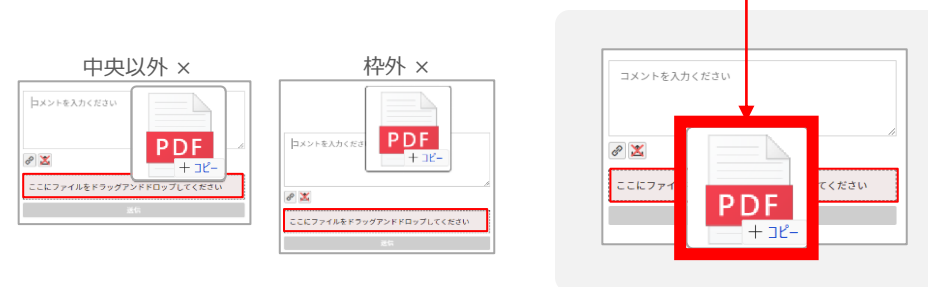 中央以外 ×
コメントを入力ください
PDF
＋コピー
ここにファイルをドラッグアンドドロップしてください
送信
枠外 ×
コメントを入力くださ
PDF
＋コピー
ここにファイルをドラッグアンドドロップしてください
送信
コメントを入力ください
ここにファイ
てください
PDF
＋コピー